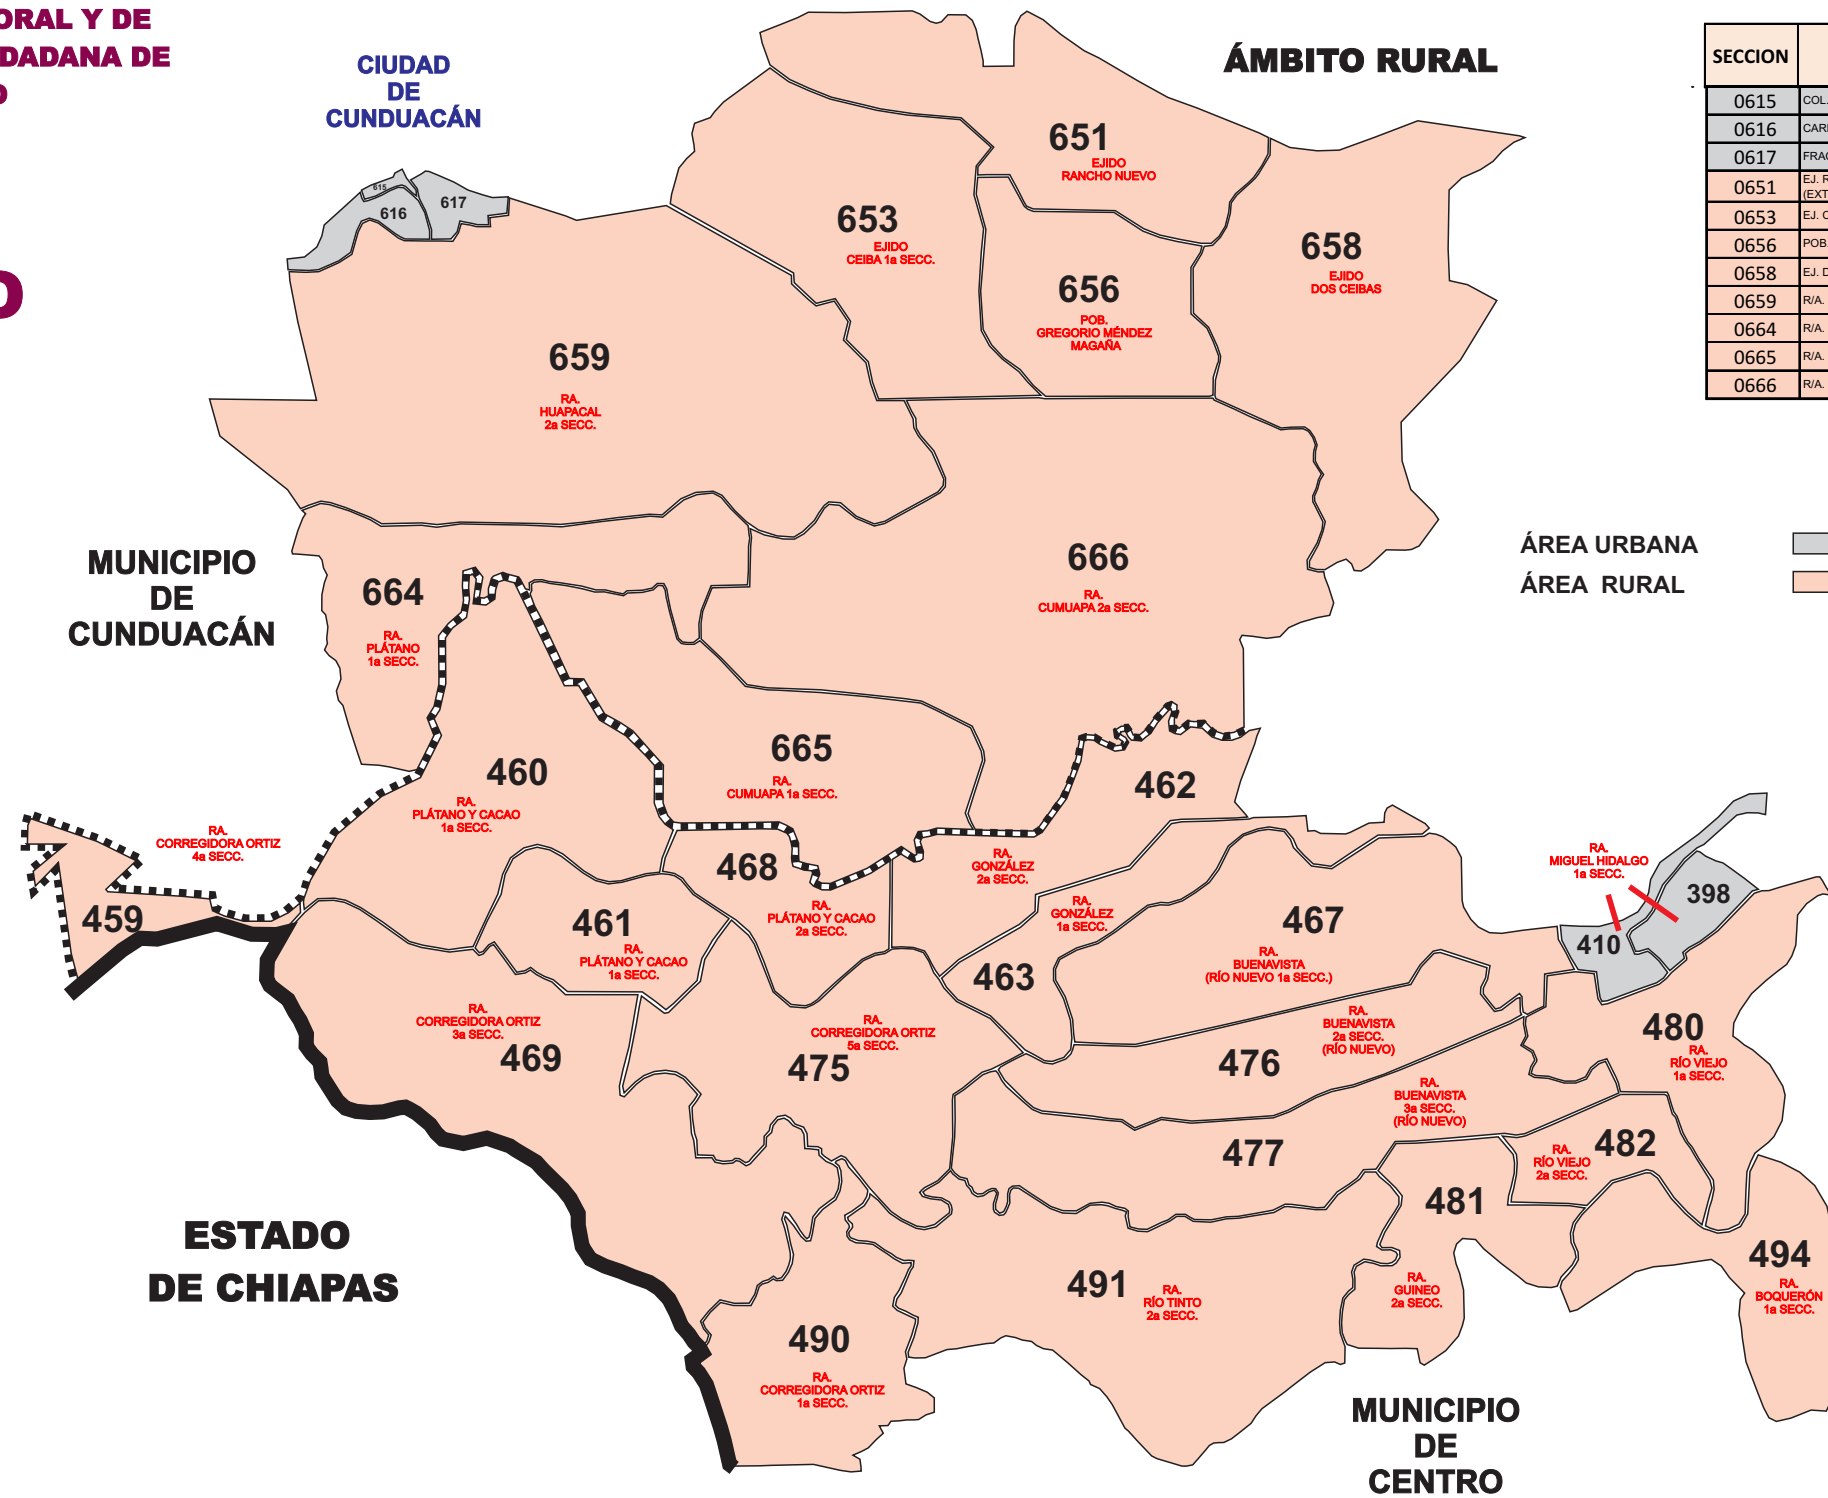 ORAL Y DE
DADANA DE
CIUDAD
DE
CUNDUACÁN
ÁMBITO RURAL
SECCION
0615 COL.
0616
0617
0651 EJ.
0653 EJ.
0656 POB.
0658 EJ.
0659 R/A.
0664 R/A.
0665 R/A.
0666 R/A.
615
616
617
651
EJIDO
RANCHO NUEVO
653
EJIDO
CEIBA 1a SECC.
658
EJIDO
DOS CEIBAS
656
POB.
GREGORIO MÉNDEZ
MAGAÑA
659
RA.
HUAPACAL
2a SECC.
ÁREA URBANA
ÁREA RURAL
MUNICIPIO
DE
CUNDUACÁN
664
RA.
PLÁTANO
1a SECC.
666
RA.
CUMUAPA 2a SECC.
665
RA.
CUMUAPA 1a SECC.
460
RA.
PLÁTANO Y CACAO
1a SECC.
462
RA.
GONZÁLEZ
2a SECC.
RA.
CORREGIDORA ORTIZ
4a SECC.
459
468
RA.
PLÁTANO Y CACAO
2a SECC.
461
RA.
PLÁTANO Y CACAO
1a SECC.
RA.
GONZÁLEZ
1a SECC.
463
467
RA.
BUENAVISTA
(RÍO NUEVO 1a SECC.)
RA.
MIGUEL HIDALGO
1a SECC.
398
410
RA.
CORREGIDORA ORTIZ
3a SECC.
469
RA.
CORREGIDORA ORTIZ
5a SECC.
475
RA.
BUENAVISTA
2a SECC.
(RÍO NUEVO)
476
480
RA.
RÍO VIEJO
1a SECC.
RA.
BUENAVISTA
3a SECC.
(RÍO NUEVO)
477
482
RA.
RÍO VIEJO
2a SECC.
481
RA.
GUINEO
2a SECC.
ESTADO
DE CHIAPAS
491
RA.
RÍO TINTO
2a SECC.
494
RA.
BOQUERÓN
1a SECC.
490
RA.
CORREGIDORA ORTIZ
1a SECC.
MUNICIPIO
DE
CENTRO